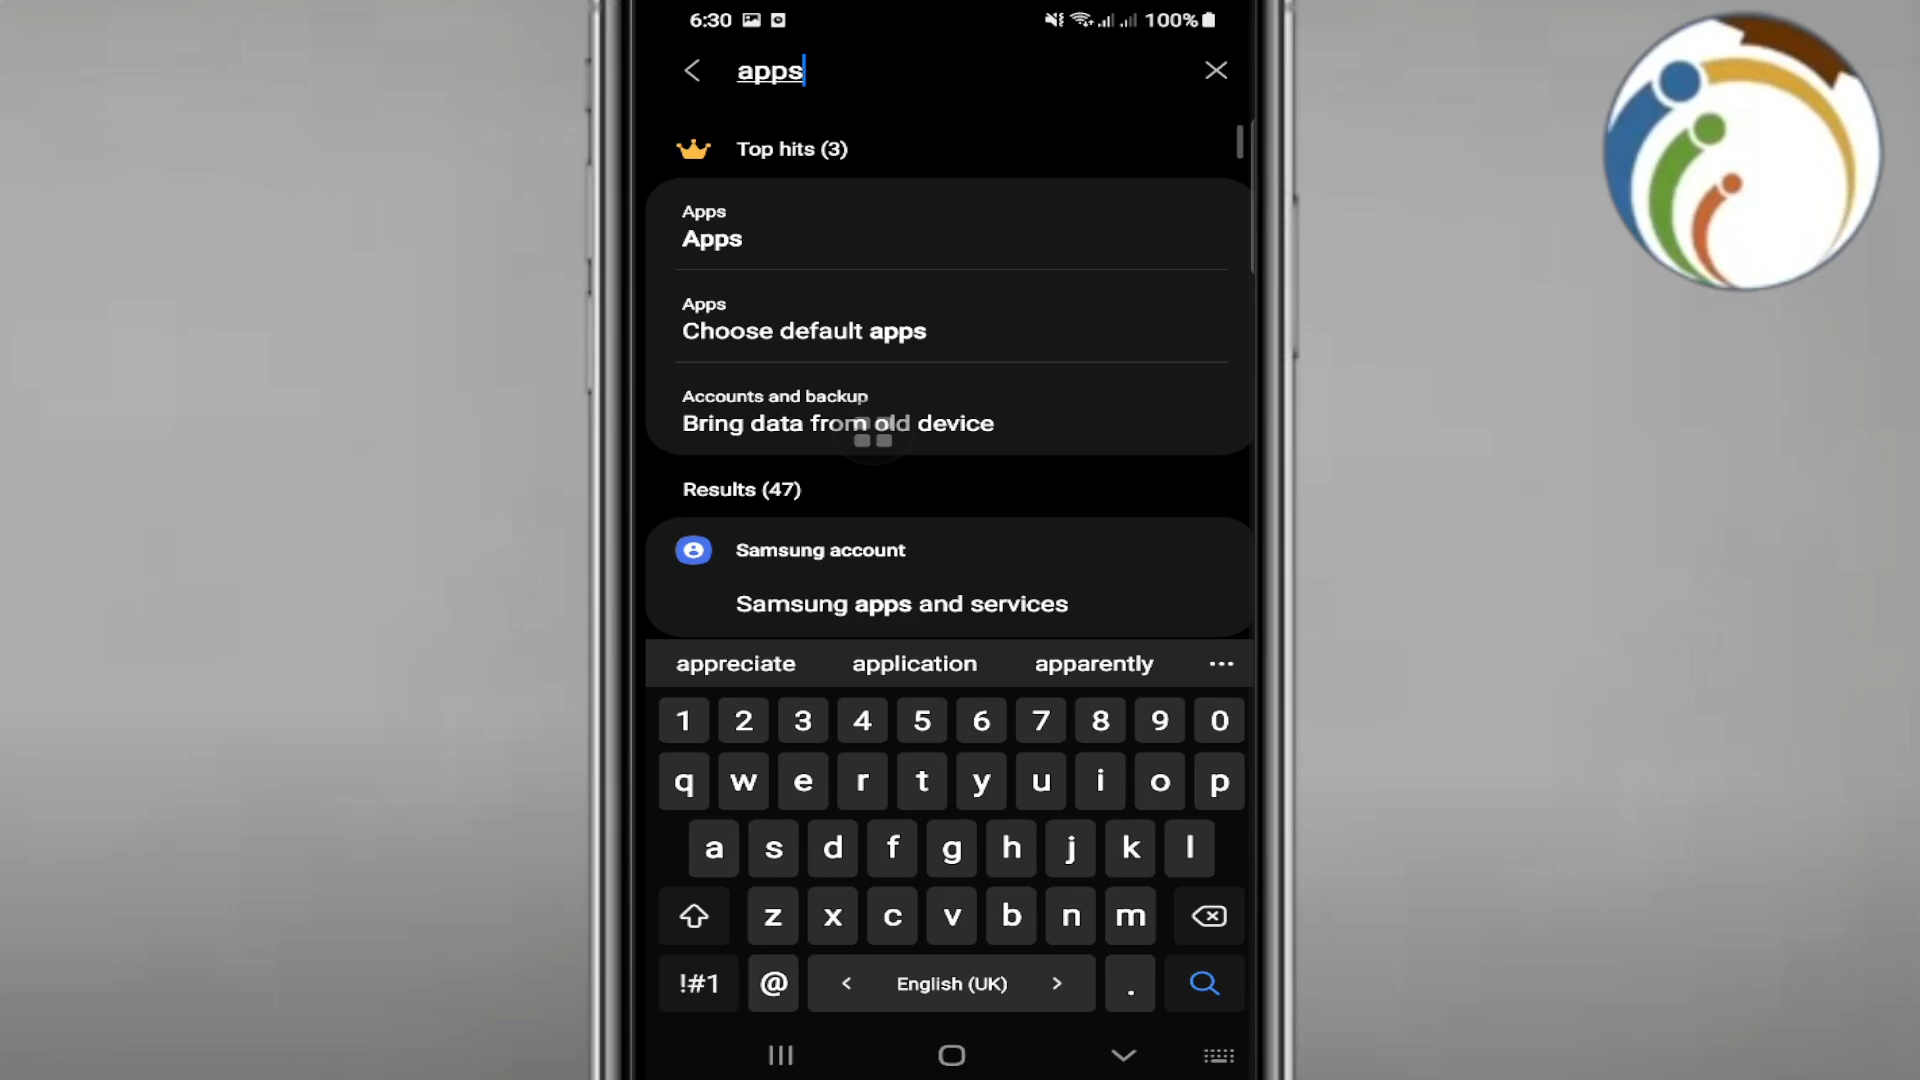 6:30 100%
apps
Top hits (3)
Apps
Apps
Apps
Choose default apps
Accounts and backup
Bring data from old device
Results (47)
Samsung account
Samsung apps and services
appreciate application apparently ...
1 2 3 4 5 6 7 8 9 0
q w e r t y u i o p
a s d f g h j k l
z x c v b n m
!#1 @ < English (UK) > .